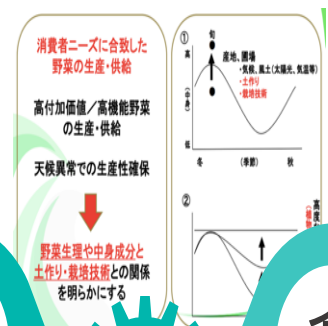 消費者ニーズに合致した
野菜の生産・供給
高付加価値／高機能野菜
の生産・供給
天候異常での生産性確保
野菜生理や中身成分と
土作り・栽培技術との関係
を明らかにする
①
旬
高
(中身)
低
産地、圃場
・気候、風土(太陽光、気温等)
・土作り
・栽培技術
冬 (季節) 秋
②
高度